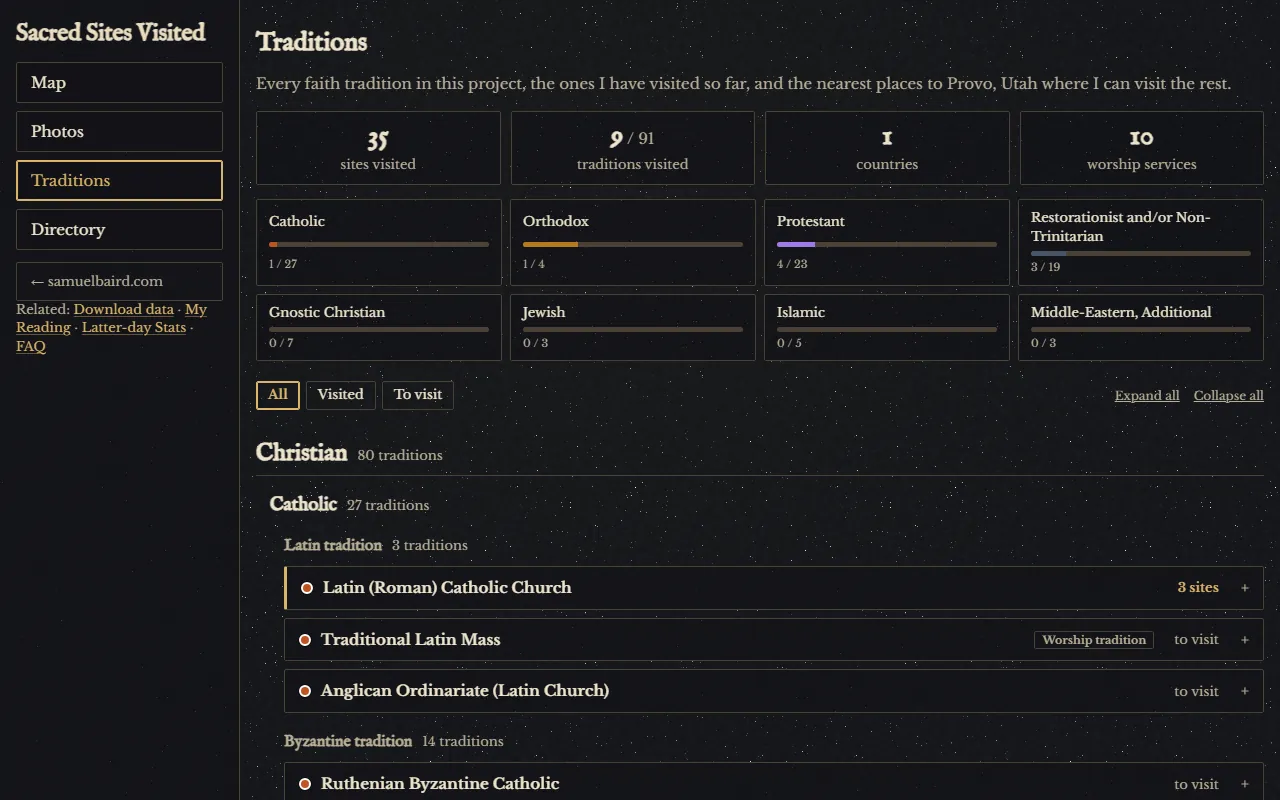 Sacred Sites Visited
Map
Photos
Traditions
Directory
← samuelbaird.com
Related: Download data · My
Reading · Latter-day Stats ·
FAQ
Traditions
Every faith tradition in this project, the ones I have visited so far, and the nearest places to Provo, Utah where I can visit the rest.
35
sites visited
9 / 91
traditions visited
1
countries
10
worship services
Catholic
1 / 27
Orthodox
1 / 4
Protestant
4 / 23
Restorationist and/or Non-
Trinitarian
3 / 19
Gnostic Christian
0 / 7
Jewish
0 / 3
Islamic
0 / 5
Middle-Eastern, Additional
0 / 3
All Visited To visit Expand all Collapse all
Christian 80 traditions
Catholic 27 traditions
Latin tradition 3 traditions
Latin (Roman) Catholic Church 3 sites +
Traditional Latin Mass Worship tradition to visit +
Anglican Ordinariate (Latin Church) to visit +
Byzantine tradition 14 traditions
Ruthenian Byzantine Catholic to visit +